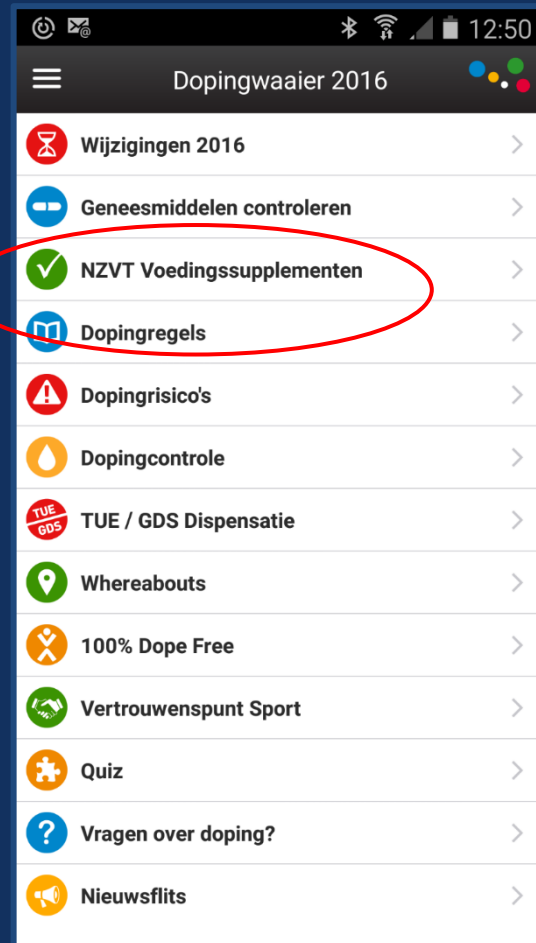 12:50
Dopingwaaier 2016
Wijzigingen 2016
Geneesmiddelen controleren
NZVT Voedingssupplementen
Dopingregels
Dopingrisico's
Dopingcontrole
TUE
GDS
TUE / GDS Dispensatie
Whereabouts
100% Dope Free
Vertrouwenspunt Sport
Quiz
? Vragen over doping?
Nieuwsflits